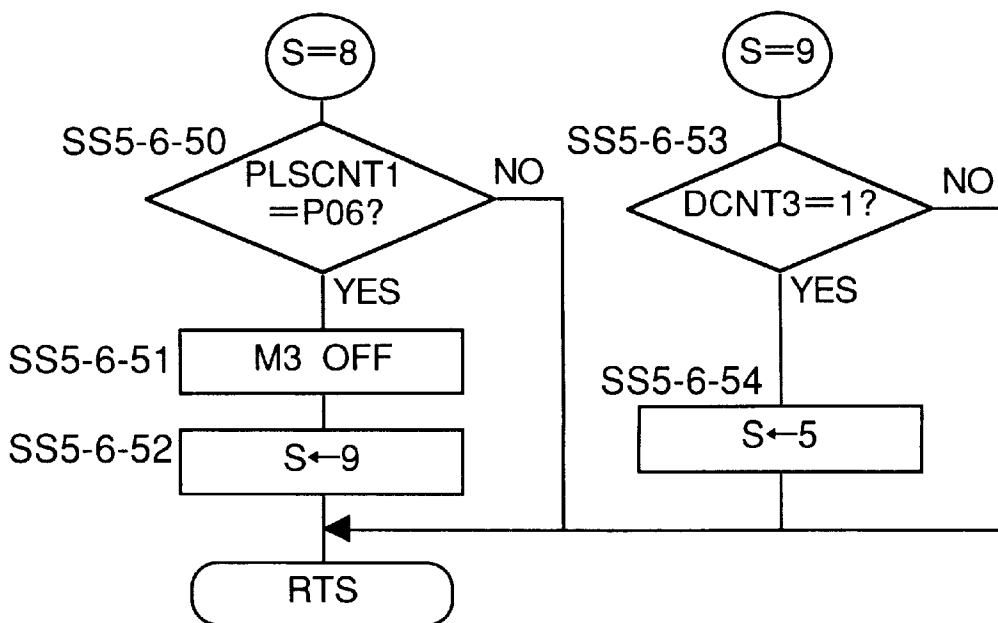 S=8
SS5-6-50
PLSCNT1
=P06?
NO
YES
SS5-6-51
M3 OFF
SS5-6-52
S←9
RTS
S=9
SS5-6-53
DCNT3=1?
NO
YES
SS5-6-54
S←5